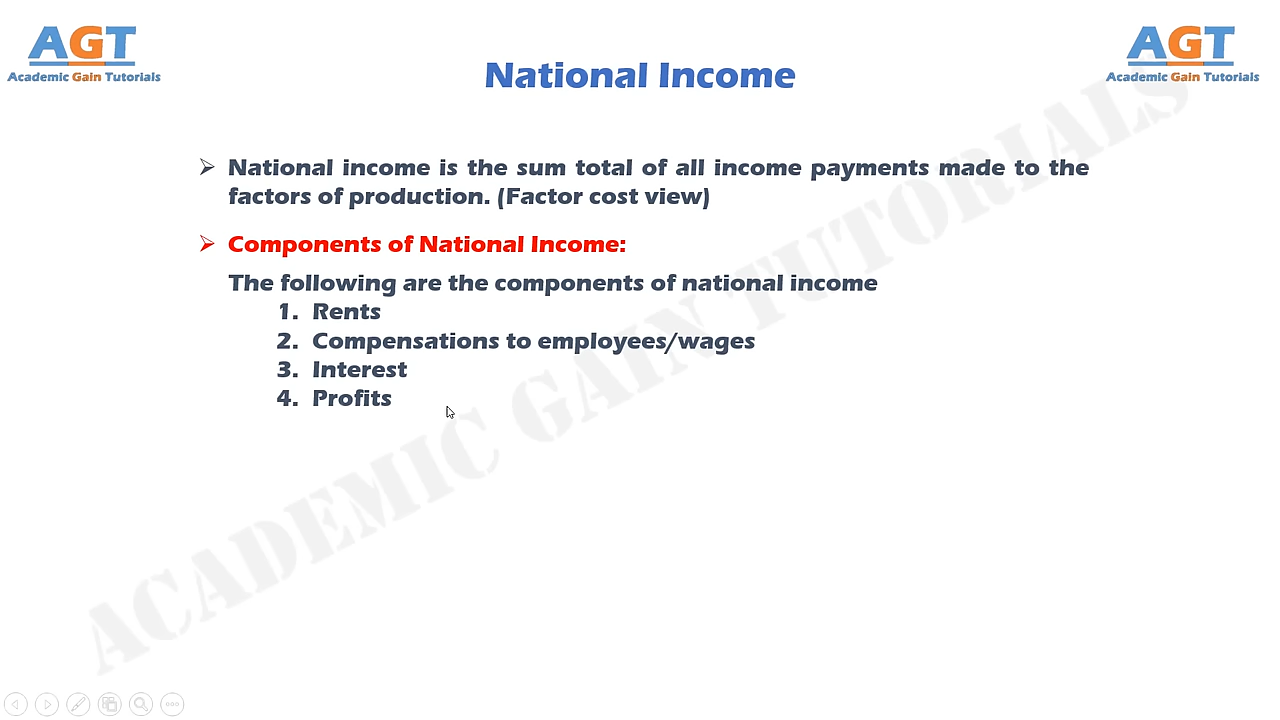 AGT
Academic Gain Tutorials
AGT
Academic Gain Tutorials
National Income
National income is the sum total of all income payments made to the
factors of production. (Factor cost view)
Components of National Income:
The following are the components of national income
1. Rents
2. Compensations to employees/wages
3. Interest
4. Profits
ACADEMIC GAIN TUTORIALS